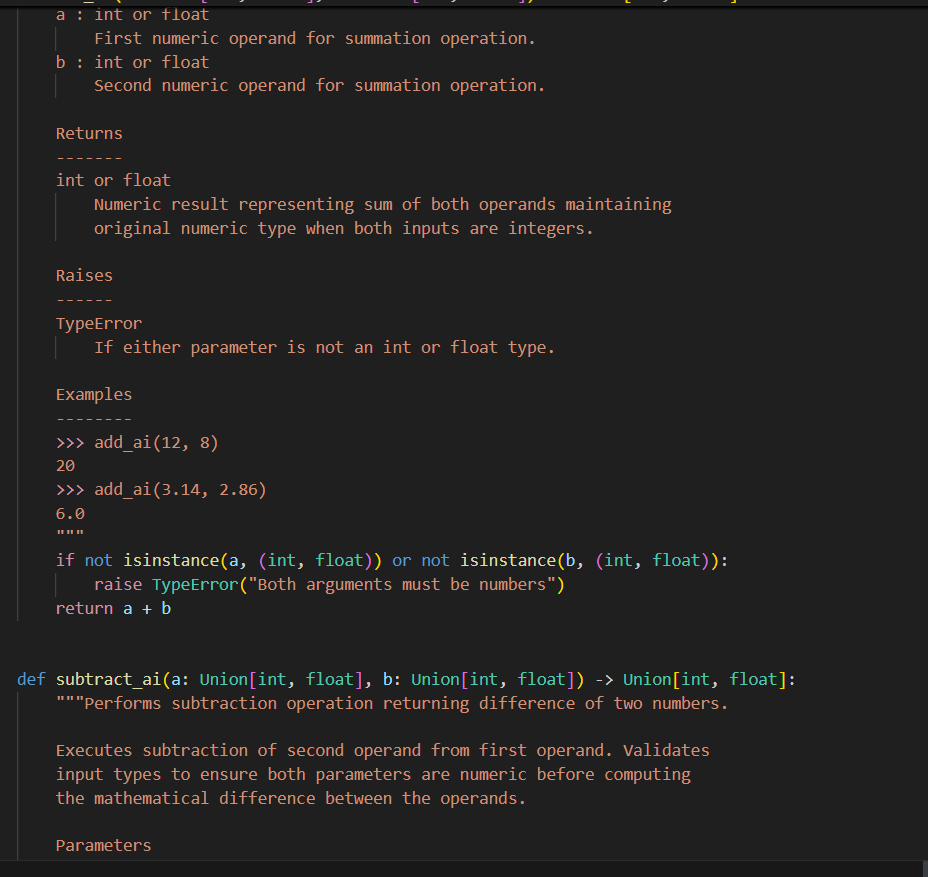 a : int or float
First numeric operand for summation operation.
b : int or float
Second numeric operand for summation operation.
Returns
-------
int or float
Numeric result representing sum of both operands maintaining
original numeric type when both inputs are integers.
Raises
------
TypeError
If either parameter is not an int or float type.
Examples
--------
>>> add_ai(12, 8)
20
>>> add_ai(3.14, 2.86)
6.0
"""
if not isinstance(a, (int, float)) or not isinstance(b, (int, float)):
raise TypeError("Both arguments must be numbers")
return a + b
def subtract_ai(a: Union[int, float], b: Union[int, float]) -> Union[int, float]:
"""Performs subtraction operation returning difference of two numbers.
Executes subtraction of second operand from first operand. Validates
input types to ensure both parameters are numeric before computing
the mathematical difference between the operands.
Parameters